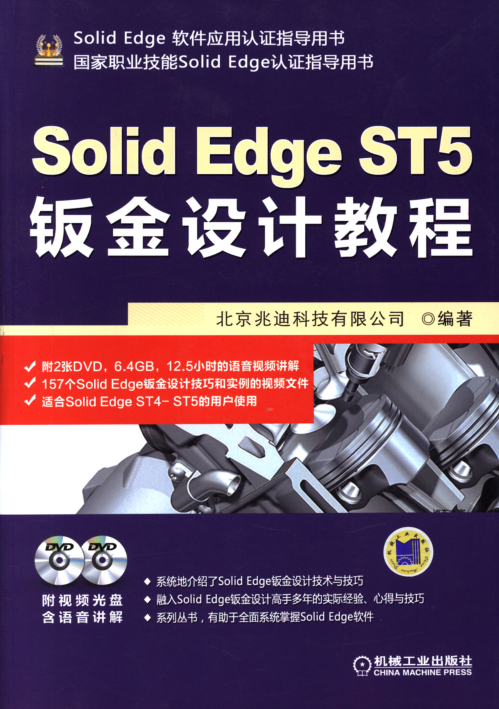 Solid Edge 软件应用认证指导用书
国家职业技能Solid Edge认证指导用书
Solid Edge ST5
钣金设计教程
北京兆迪科技有限公司 ◎编著
✓ 附2张DVD，6.4GB，12.5小时的语音视频讲解
✓ 157个Solid Edge钣金设计技巧和实例的视频文件
✓ 适合Solid Edge ST4- ST5的用户使用
DVD DVD
附视频光盘
含语音讲解
◆ 系统地介绍了Solid Edge钣金设计技术与技巧
◆ 融入Solid Edge钣金设计高手多年的实际经验、心得与技巧
◆ 系列丛书，有助于全面系统掌握Solid Edge软件
机械工业出版社
CHINA MACHINE PRESS